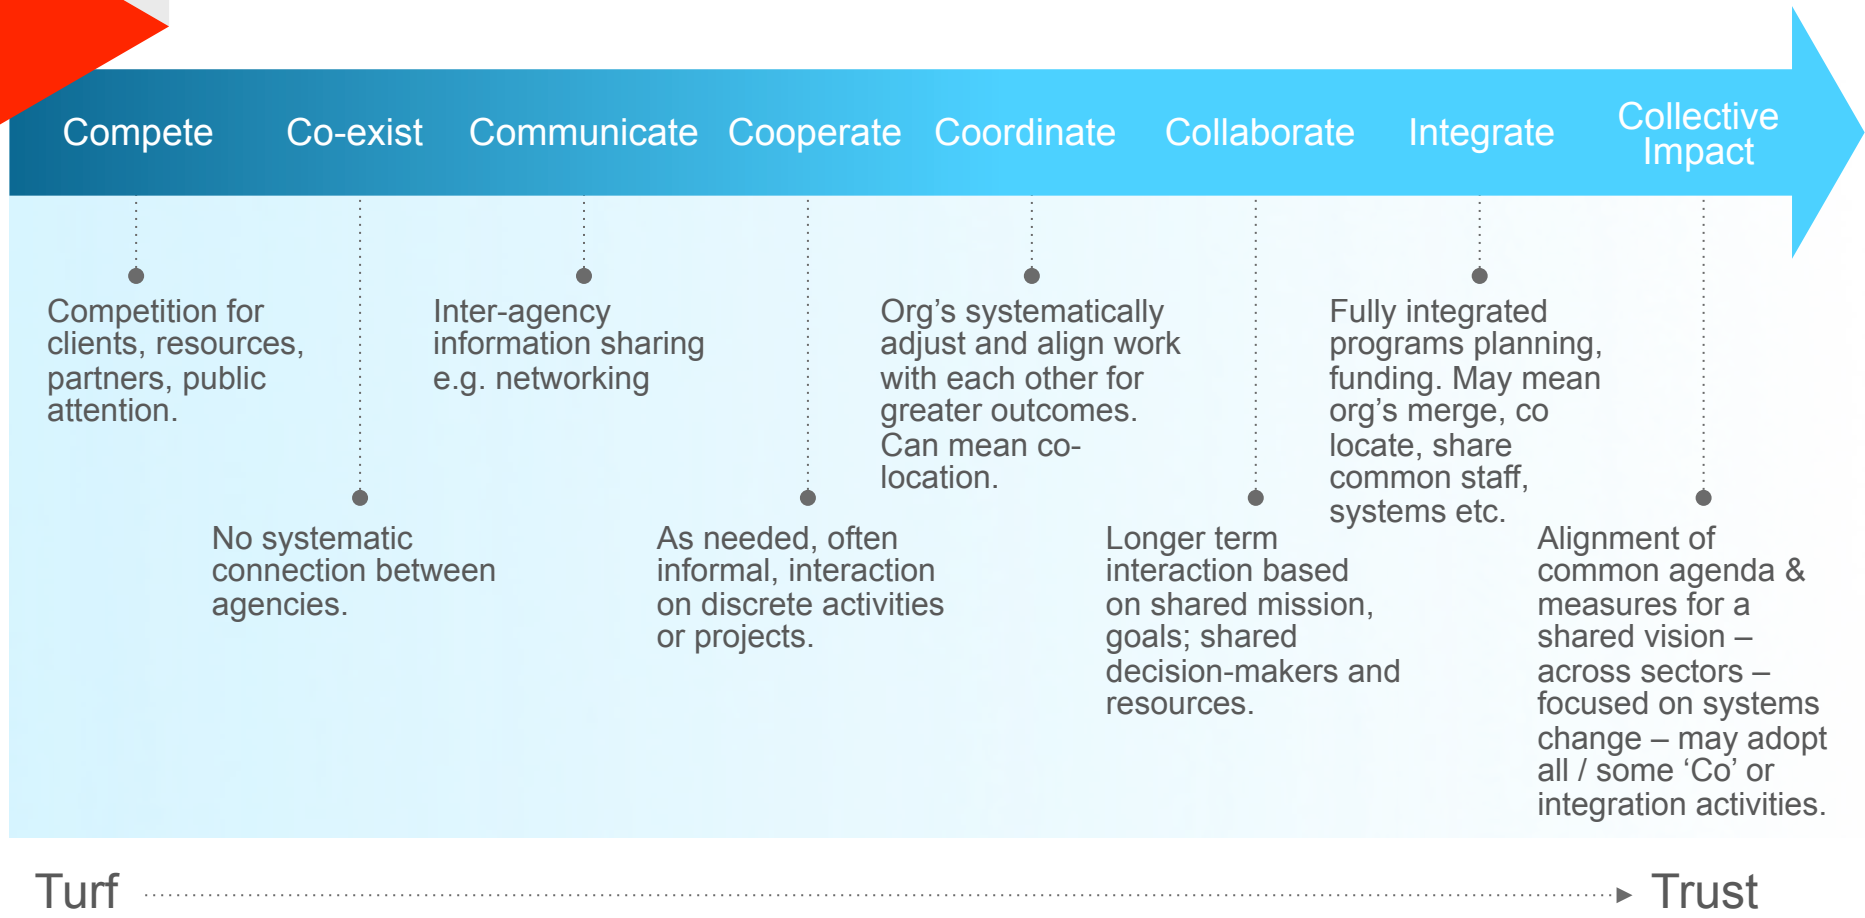 Compete
Co-exist
Communicate
Cooperate
Coordinate
Collaborate
Integrate
Collective
Impact
Competition for
clients, resources,
partners, public
attention.
No systematic
connection between
agencies.
Inter-agency
information sharing
e.g. networking
As needed, often
informal, interaction
on discrete activities
or projects.
Org’s systematically
adjust and align work
with each other for
greater outcomes.
Can mean co-
location.
Longer term
interaction based
on shared mission,
goals; shared
decision-makers and
resources.
Fully integrated
programs planning,
funding. May mean
org’s merge, co
locate, share
common staff,
systems etc.
Alignment of
common agenda &
measures for a
shared vision –
across sectors –
focused on systems
change – may adopt
all / some ‘Co’ or
integration activities.
Turf
Trust